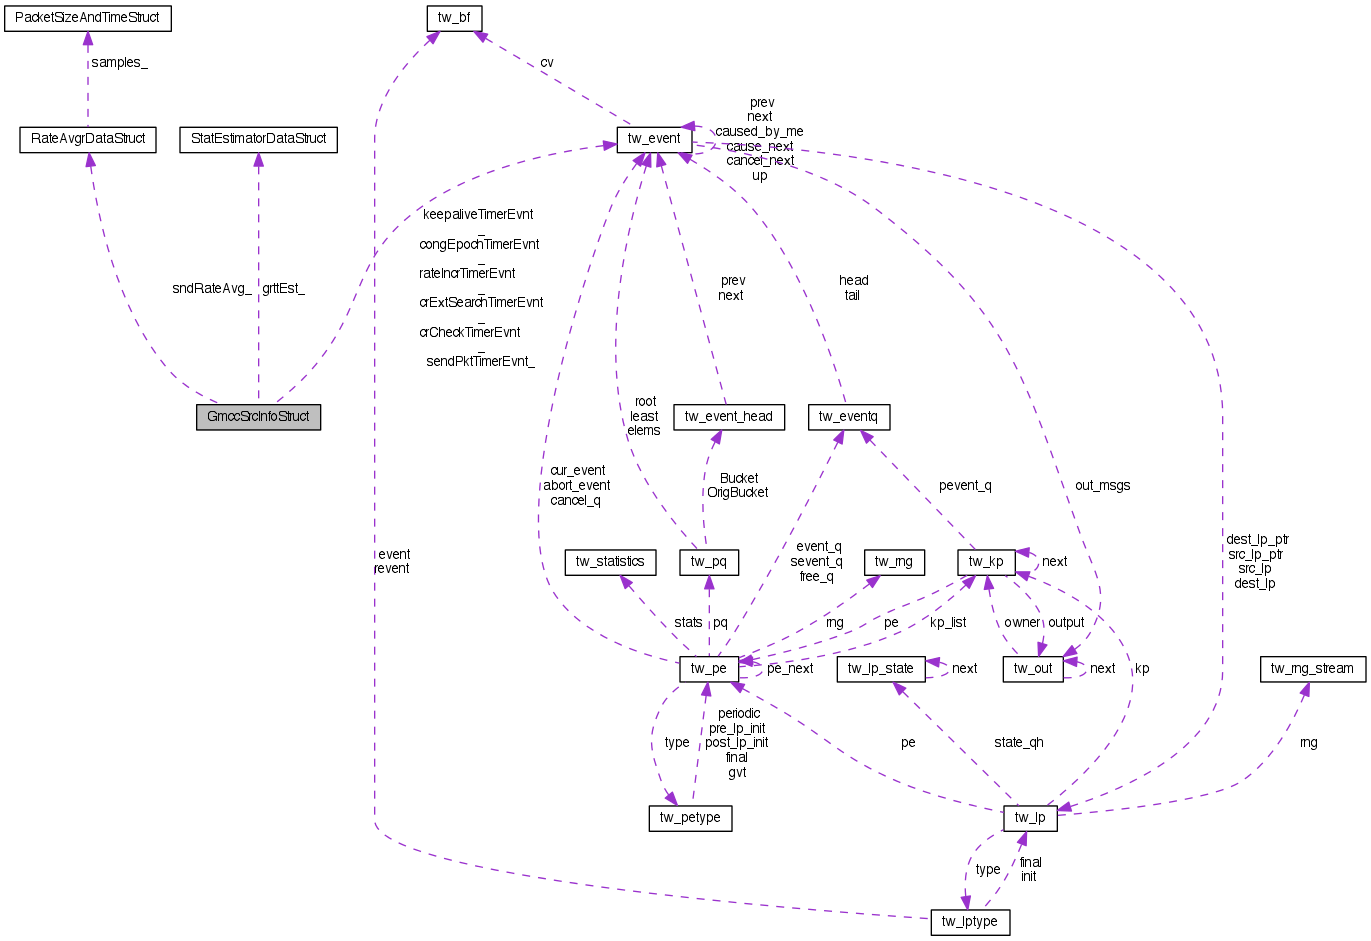 PacketSizeAndTimeStruct
tw_bf
samples_
cv
prev
next
caused_by_me
cause_next
cancel_next
up
RateAvgrDataStruct
StatEstimatorDataStruct
tw_event
keepaliveTimerEvnt
_
congEpochTimerEvnt
_
rateIncrTimerEvnt
_
crExtSearchTimerEvnt
_
crCheckTimerEvnt
_
sendPktTimerEvnt_
sndRateAvg_
grttEst_
prev
next
head
tail
GmccSrcInfoStruct
root
least
elems
tw_event_head
tw_eventq
cur_event
abort_event
cancel_q
Bucket
OrigBucket
pevent_q
out_msgs
event
revent
tw_statistics
tw_pq
event_q
sevent_q
free_q
tw_rng
tw_kp
next
dest_lp_ptr
src_lp_ptr
src_lp
dest_lp
stats
pq
rng
pe
kp_list
owner
output
tw_pe
pe_next
tw_lp_state
next
tw_out
next
kp
tw_rng_stream
type
periodic
pre_lp_init
post_lp_init
final
gvt
pe
state_qh
rng
tw_petype
tw_lp
type
final
init
tw_lptype